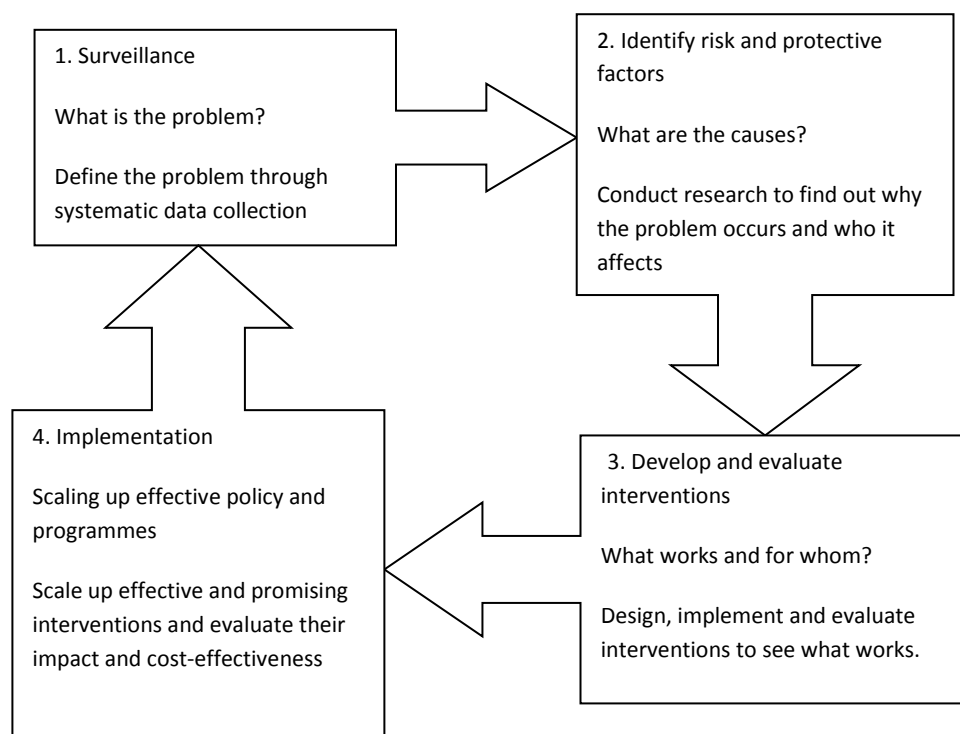 1. Surveillance
What is the problem?
Define the problem through
systematic data collection
2. Identify risk and protective
factors
What are the causes?
Conduct research to find out why
the problem occurs and who it
affects
3. Develop and evaluate
interventions
What works and for whom?
Design, implement and evaluate
interventions to see what works.
4. Implementation
Scaling up effective policy and
programmes
Scale up effective and promising
interventions and evaluate their
impact and cost-effectiveness